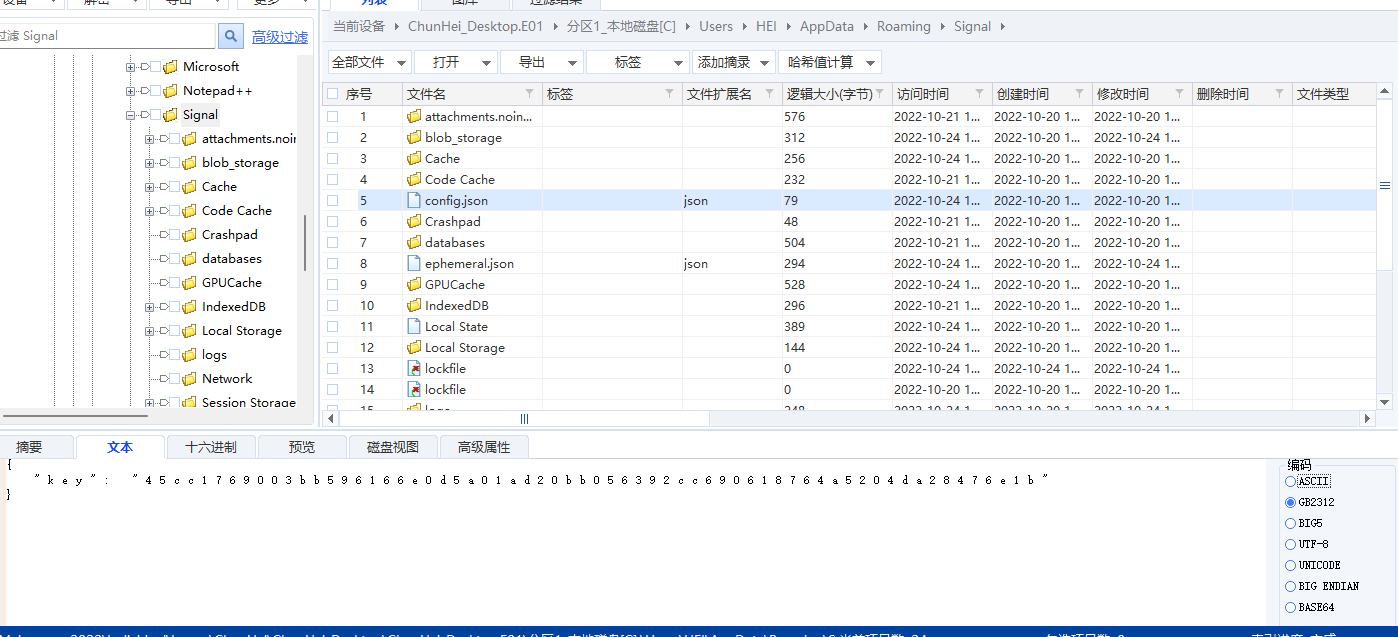 列表
过滤结果
当前设备 ChunHei_Desktop.E01 分区1_本地磁盘[C] Users HEI AppData Roaming Signal
过滤 Signal 高级过滤
全部文件 打开 导出 标签 添加摘录 哈希值计算
Microsoft
Notepad++
Signal
attachments.noin
blob_storage
Cache
Code Cache
Crashpad
databases
GPUCache
IndexedDB
Local Storage
logs
Network
Session Storage
序号 文件名 标签 文件扩展名 逻辑大小(字节) 访问时间 创建时间 修改时间 删除时间 文件类型
1 attachments.noin... 576 2022-10-21 1... 2022-10-20 1... 2022-10-20 1...
2 blob_storage 312 2022-10-24 1... 2022-10-20 1... 2022-10-24 1...
3 Cache 256 2022-10-24 1... 2022-10-20 1... 2022-10-20 1...
4 Code Cache 232 2022-10-21 1... 2022-10-20 1... 2022-10-20 1...
5 config.json json 79 2022-10-24 1... 2022-10-20 1... 2022-10-20 1...
6 Crashpad 48 2022-10-21 1... 2022-10-20 1... 2022-10-20 1...
7 databases 504 2022-10-21 1... 2022-10-20 1... 2022-10-20 1...
8 ephemeral.json json 294 2022-10-24 1... 2022-10-20 1... 2022-10-24 1...
9 GPUCache 528 2022-10-24 1... 2022-10-20 1... 2022-10-20 1...
10 IndexedDB 296 2022-10-21 1... 2022-10-20 1... 2022-10-20 1...
11 Local State 389 2022-10-24 1... 2022-10-20 1... 2022-10-20 1...
12 Local Storage 144 2022-10-24 1... 2022-10-20 1... 2022-10-20 1...
13 lockfile 0 2022-10-24 1... 2022-10-24 1... 2022-10-24 1...
14 lockfile 0 2022-10-20 1... 2022-10-20 1... 2022-10-20 1...
摘要 文本 十六进制 预览 磁盘视图 高级属性
{
"key": "45cc1769003bb596166e0d5a01ad20bb056392cc690618764a5204da28476e1b"
}
编码
ASCII
GB2312
BIG5
UTF-8
UNICODE
BIG ENDIAN
BASE64